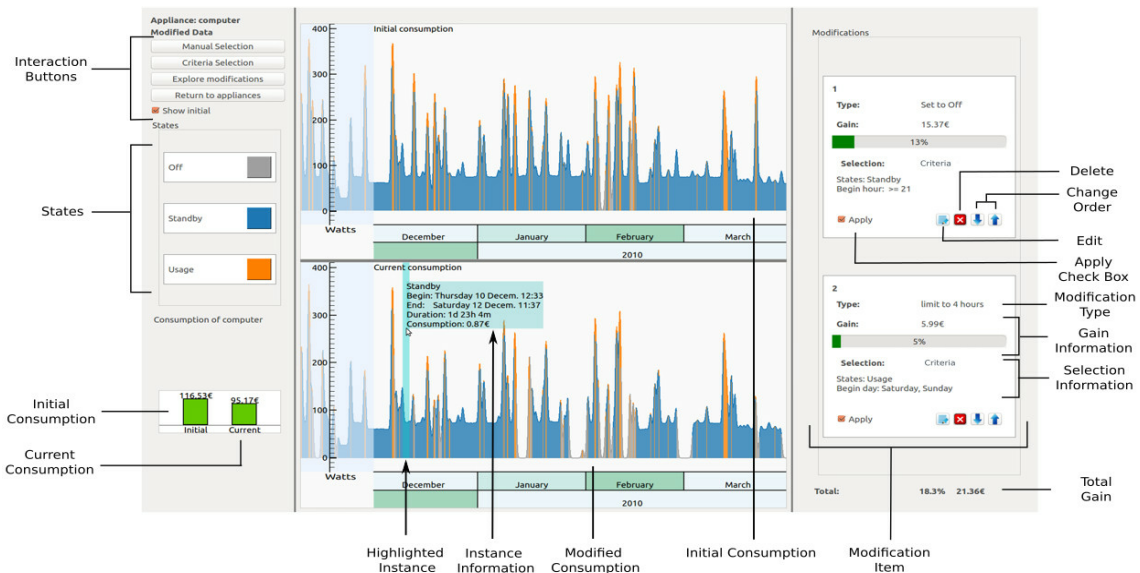 Appliance: computer
Modified Data
Manual Selection
Criteria Selection
Explore modifications
Return to appliances
Show initial
States
Off
Standby
Usage
Consumption of computer
116.53€
95.17€
Initial
Current
Interaction
Buttons
States
Initial
Consumption
Current
Consumption
400
Initial consumption
300
200
100
0
Watts
December
January
February
March
2010
400
Current consumption
Standby
Begin: Thursday 10 Decem. 12:33
End: Saturday 12 Decem. 11:37
Duration: 1d 23h 4m
Consumption: 0.87€
300
200
100
0
Watts
December
January
February
March
2010
Highlighted
Instance
Instance
Information
Modified
Consumption
Initial Consumption
Modification
Item
Modifications
1
Type: Set to Off
Gain: 15.37€
13%
Selection: Criteria
States: Standby
Begin hour: >= 21
Apply
2
Type: limit to 4 hours
Gain: 5.99€
5%
Selection: Criteria
States: Usage
Begin day: Saturday, Sunday
Apply
Total: 18.3% 21.36€
Delete
Change
Order
Edit
Apply
Check Box
Modification
Type
Gain
Information
Selection
Information
Total
Gain